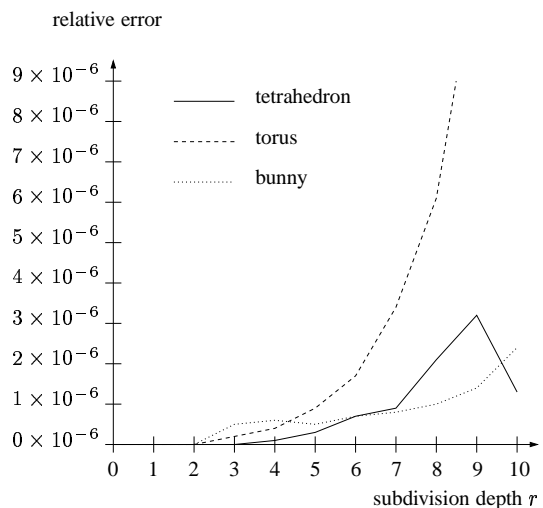 relative error
9 × 10⁻⁶
8 × 10⁻⁶
7 × 10⁻⁶
6 × 10⁻⁶
5 × 10⁻⁶
4 × 10⁻⁶
3 × 10⁻⁶
2 × 10⁻⁶
1 × 10⁻⁶
0 × 10⁻⁶
tetrahedron
torus
bunny
0 1 2 3 4 5 6 7 8 9 10
subdivision depth r